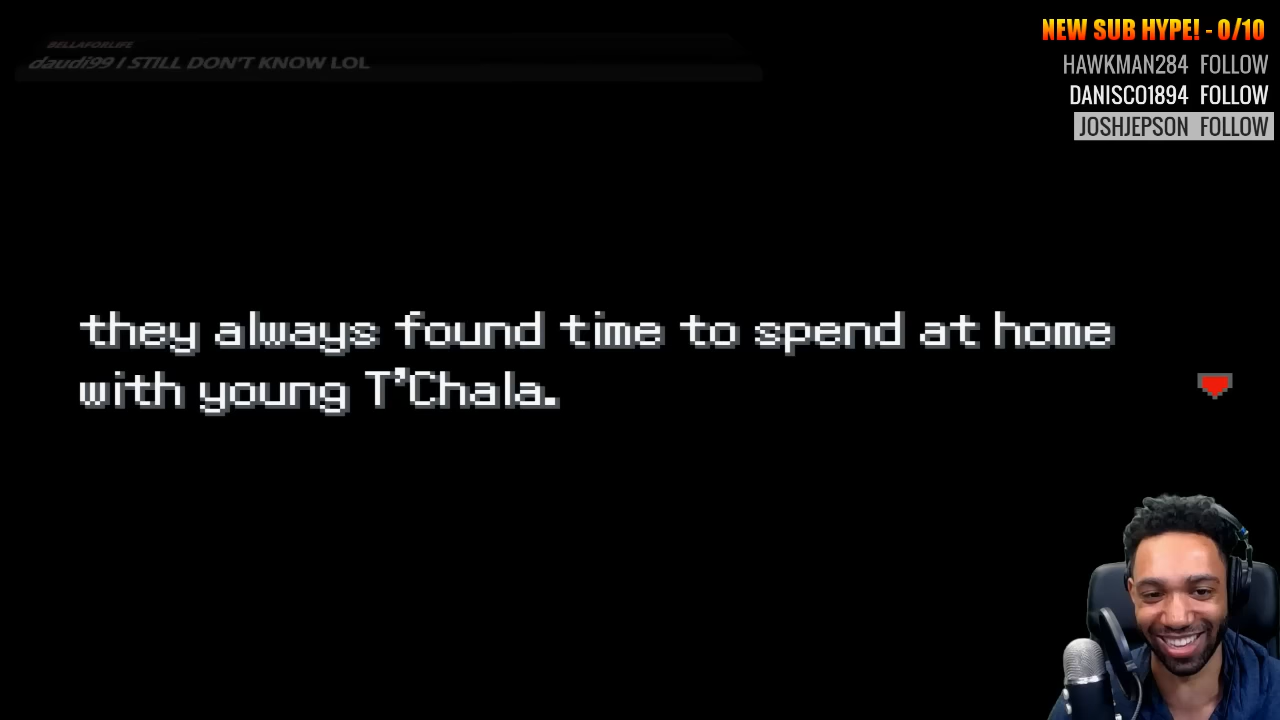 BELLAFORLIFE
daudi99 I STILL DON'T KNOW LOL
NEW SUB HYPE! - 0/10
HAWKMAN284 FOLLOW
DANISCO1894 FOLLOW
JOSHJEPSON FOLLOW
they always found time to spend at home
with young T'Chala.